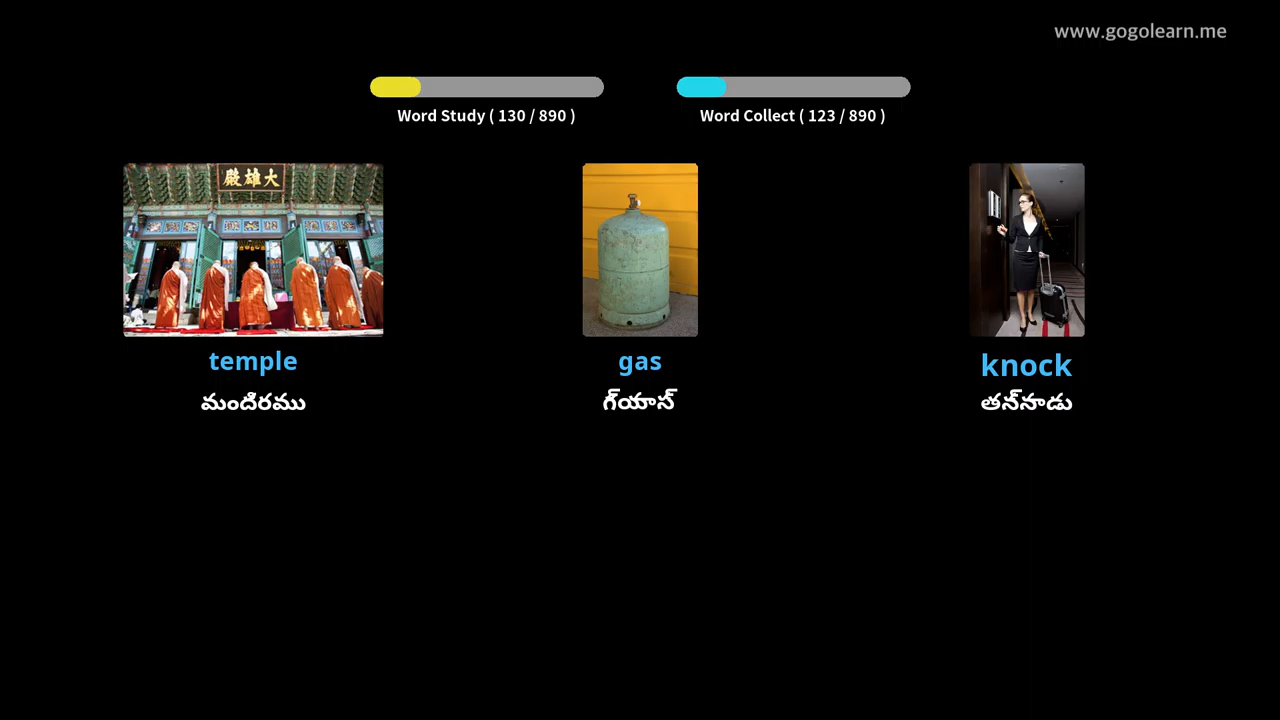 www.gogolearn.me
Word Study ( 130 / 890 )
Word Collect ( 123 / 890 )
大雄殿
temple
gas
knock
మందిరము
గ్‌యాస్
తన్‌నాడు